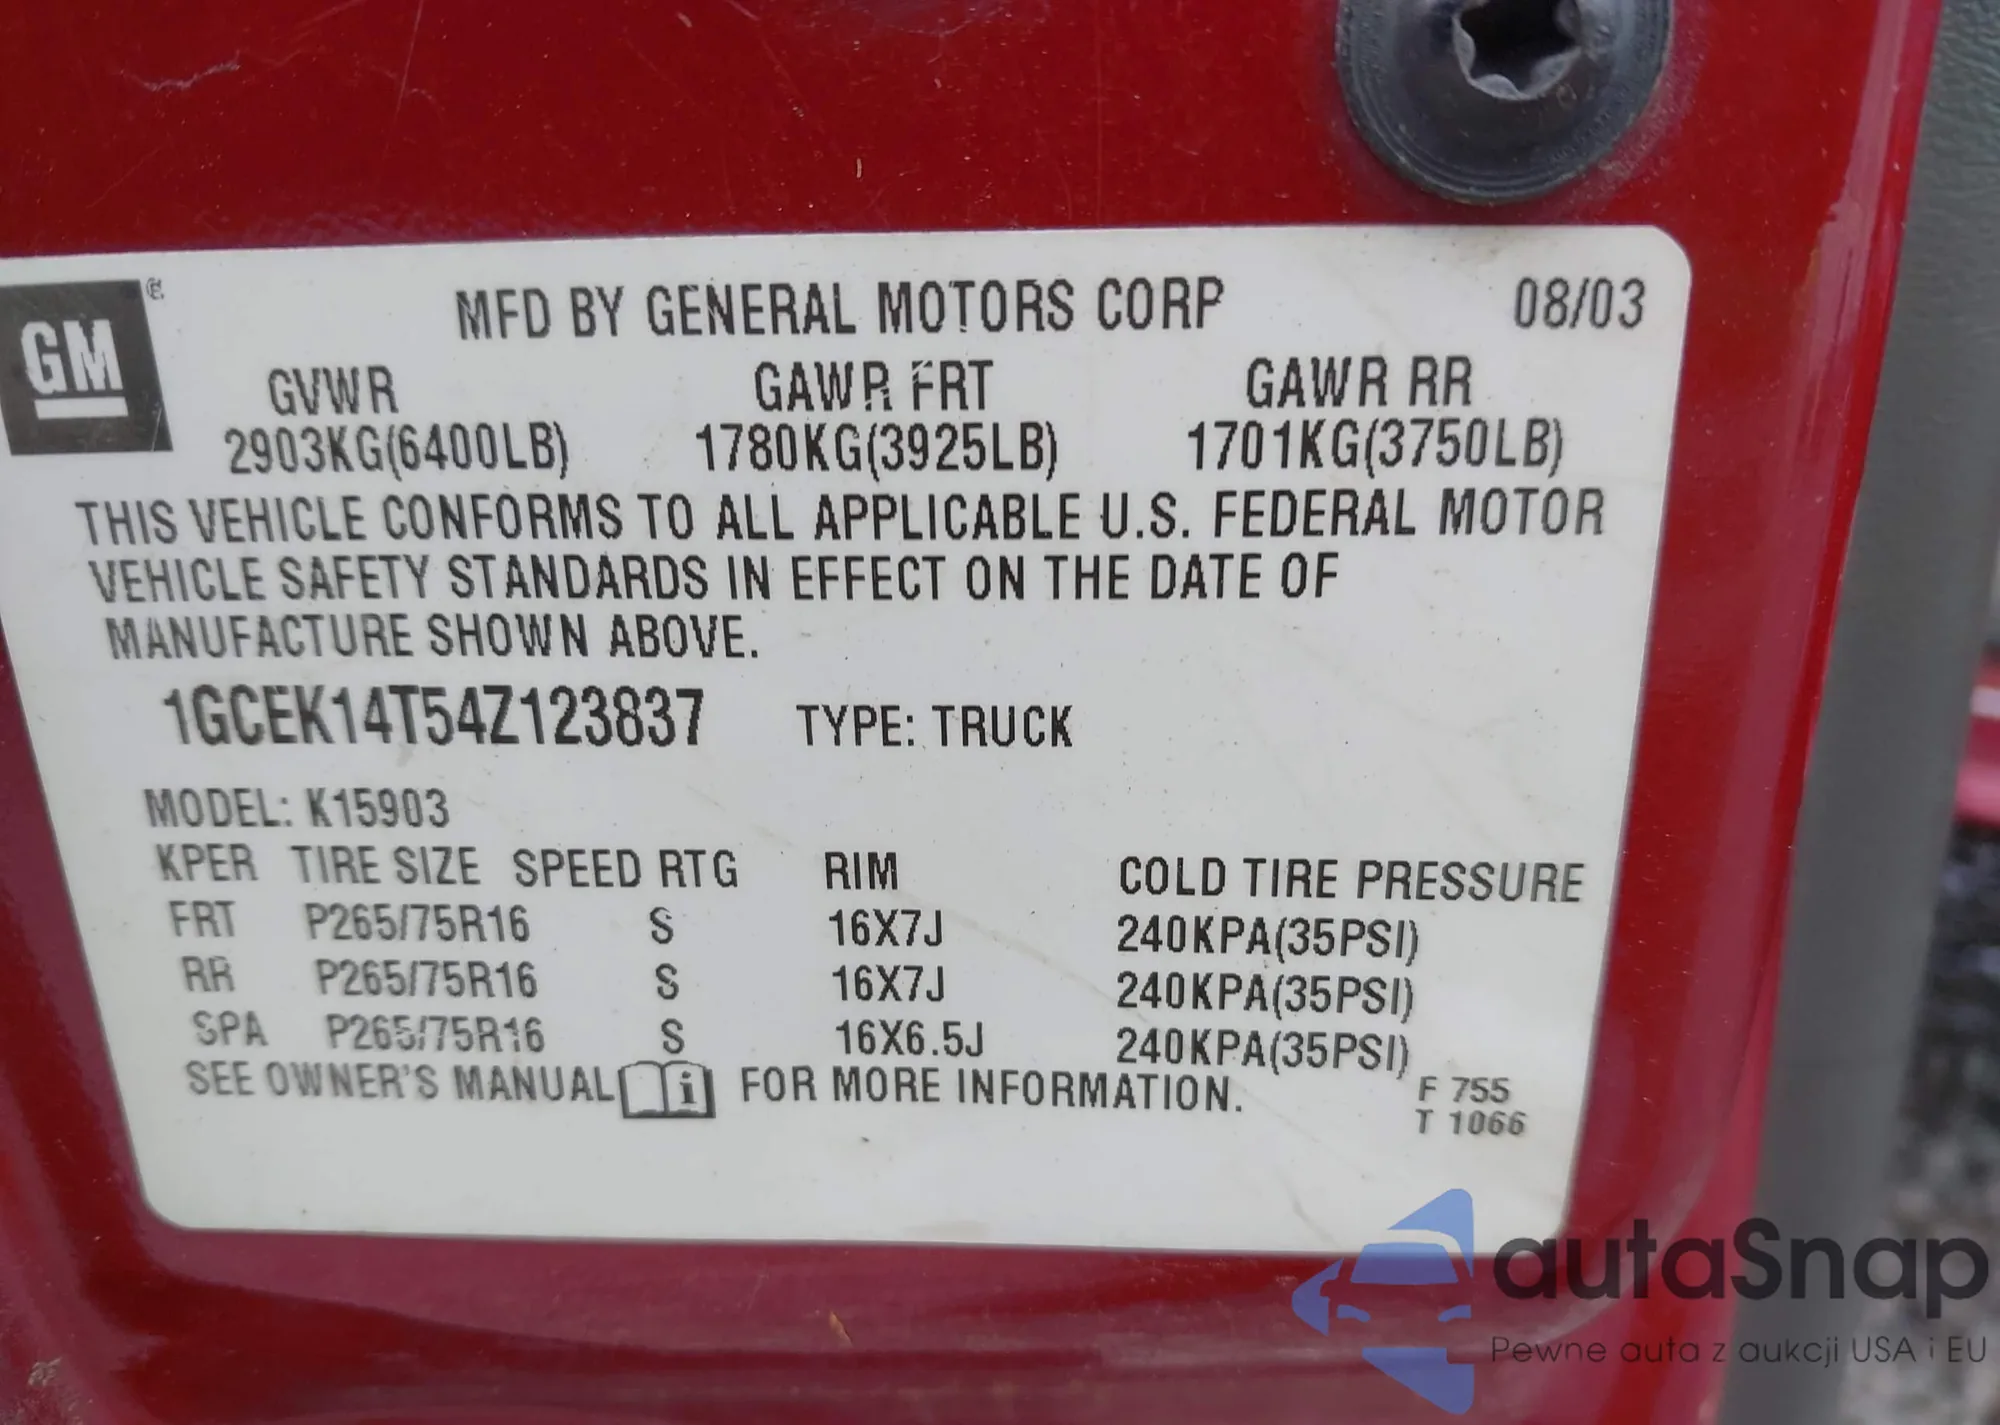 GM
MFD BY GENERAL MOTORS CORP 08/03
GVWR GAWR FRT GAWR RR
2903KG(6400LB) 1780KG(3925LB) 1701KG(3750LB)
THIS VEHICLE CONFORMS TO ALL APPLICABLE U.S. FEDERAL MOTOR
VEHICLE SAFETY STANDARDS IN EFFECT ON THE DATE OF
MANUFACTURE SHOWN ABOVE.
1GCEK14T54Z123837 TYPE: TRUCK
MODEL: K15903
KPER TIRE SIZE SPEED RTG RIM COLD TIRE PRESSURE
FRT P265/75R16 S 16X7J 240KPA(35PSI)
RR P265/75R16 S 16X7J 240KPA(35PSI)
SPA P265/75R16 S 16X6.5J 240KPA(35PSI)
SEE OWNER'S MANUAL i FOR MORE INFORMATION.
F 755
T 1066
autaSnap
Pewne auta z aukcji USA i EU